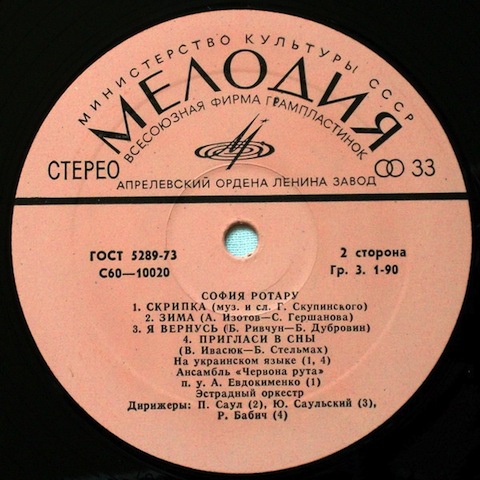 МИНИСТЕРСТВО КУЛЬТУРЫ СССР
МЕЛОДИЯ
ВСЕСОЮЗНАЯ ФИРМА ГРАМПЛАСТИНОК
СТЕРЕО
33
АПРЕЛЕВСКИЙ ОРДЕНА ЛЕНИНА ЗАВОД
ГОСТ 5289-73
2 сторона
С60—10020
Гр. 3. 1-90
СОФИЯ РОТАРУ
1. СКРИПКА (муз. и сл. Г. Скупинского)
2. ЗИМА (А. Изотов—С. Гершанова)
3. Я ВЕРНУСЬ (Б. Ривчун—Б. Дубровин)
4. ПРИГЛАСИ В СНЫ
(В. Ивасюк—Б. Стельмах)
На украинском языке (1, 4)
Ансамбль «Червона рута»
п. у. А. Евдокименко (1)
Эстрадный оркестр
Дирижеры: П. Саул (2), Ю. Саульский (3),
Р. Бабич (4)